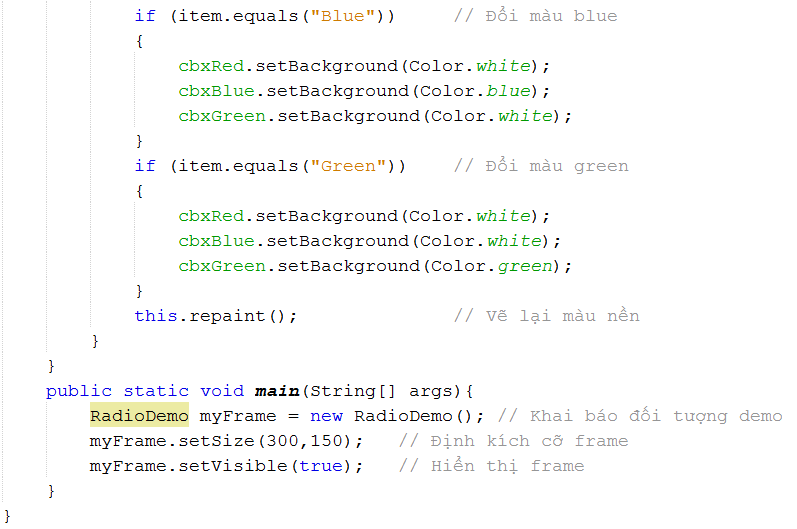 if (item.equals("Blue")) // Đổi màu blue
{
cbxRed.setBackground(Color.white);
cbxBlue.setBackground(Color.blue);
cbxGreen.setBackground(Color.white);
}
if (item.equals("Green")) // Đổi màu green
{
cbxRed.setBackground(Color.white);
cbxBlue.setBackground(Color.white);
cbxGreen.setBackground(Color.green);
}
this.repaint(); // Vẽ lại màu nền
}
}
public static void main(String[] args){
RadioDemo myFrame = new RadioDemo(); // Khai báo đối tượng demo
myFrame.setSize(300,150); // Định kích cỡ frame
myFrame.setVisible(true); // Hiển thị frame
}
}